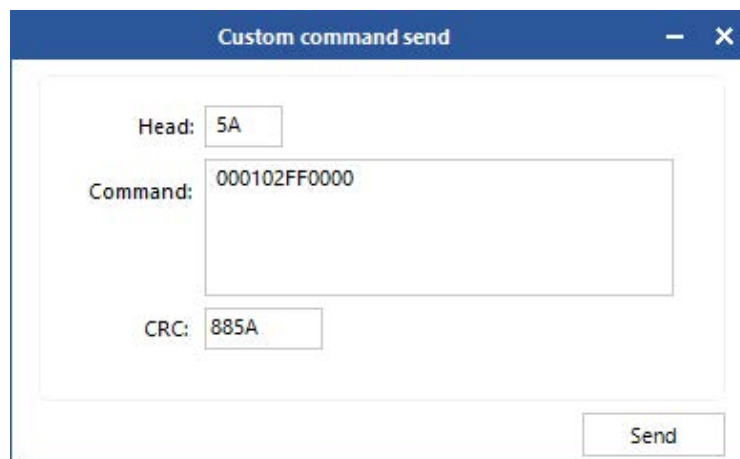 Custom command send
Head: 5A
Command: 000102FF0000
CRC: 885A
Send